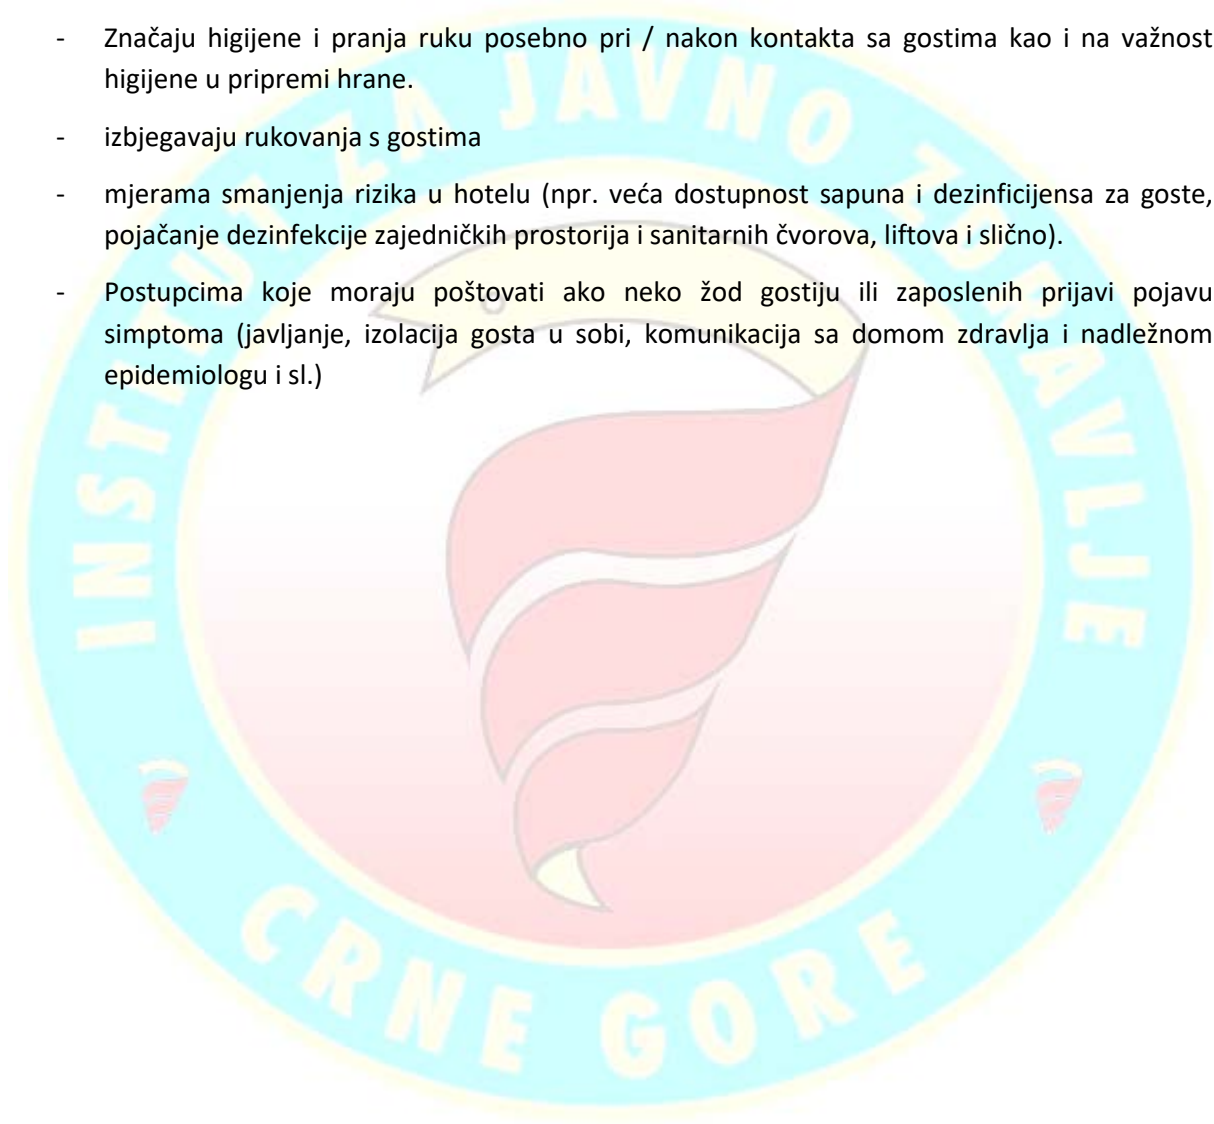 - Značaju higijene i pranja ruku posebno pri / nakon kontakta sa gostima kao i na važnost
higijene u pripremi hrane.
- izbjegavaju rukovanja s gostima
- mjerama smanjenja rizika u hotelu (npr. veća dostupnost sapuna i dezinficijensa za goste,
pojačanje dezinfekcije zajedničkih prostorija i sanitarnih čvorova, liftova i slično).
- Postupcima koje moraju poštovati ako neko žod gostiju ili zaposlenih prijavi pojavu
simptoma (javljanje, izolacija gosta u sobi, komunikacija sa domom zdravlja i nadležnom
epidemiologu i sl.)
INSTITUT ZA JAVNO ZDRAVLJE
CRNE GORE